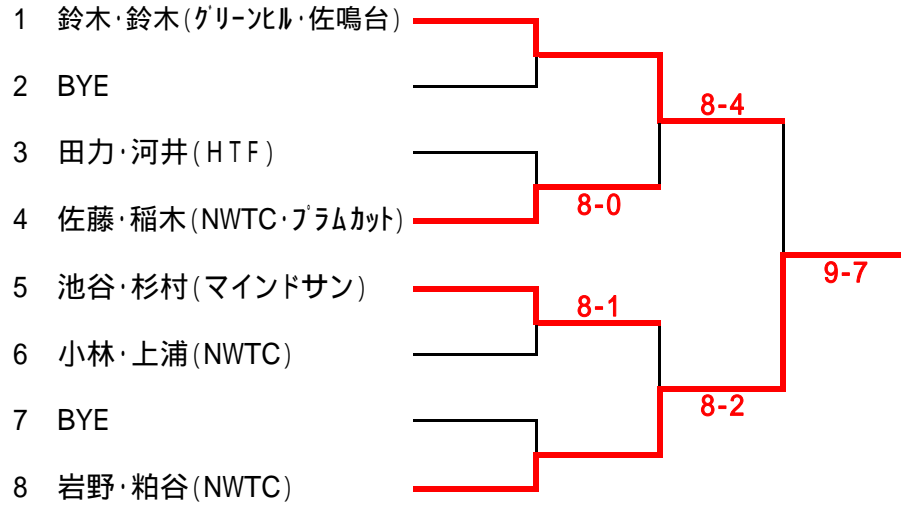 1 鈴木・鈴木(グリーンヒル・佐鳴台)
2 BYE
8-4
3 田力・河井(HTF)
8-0
4 佐藤・稲木(NWTC・プラムカット)
9-7
5 池谷・杉村(マインドサン)
8-1
6 小林・上浦(NWTC)
8-2
7 BYE
8 岩野・粕谷(NWTC)